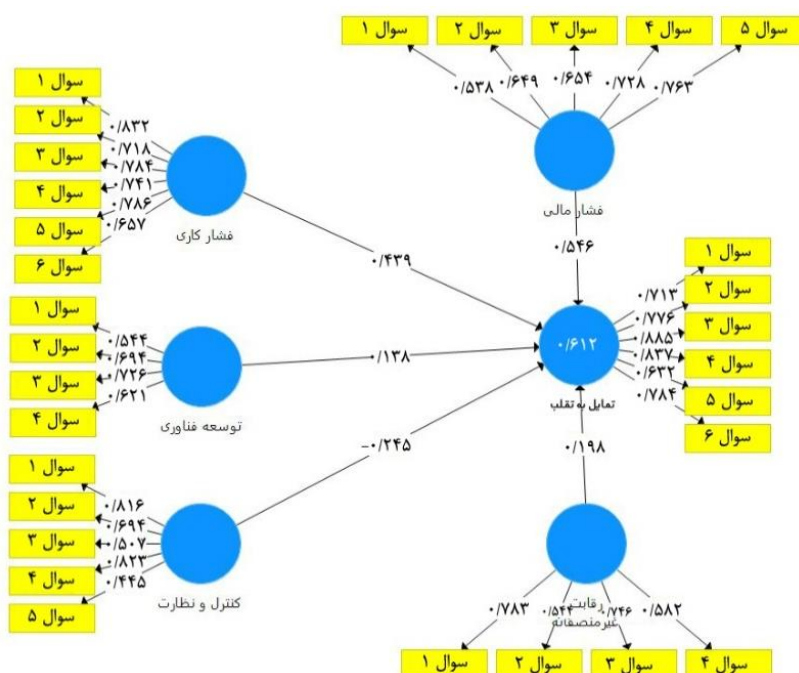 سوال ۱
سوال ۲
سوال ۳
سوال ۴
سوال ۵
۰/۵۳۸
۰/۶۴۹
۰/۶۵۴
۰/۷۲۸
۰/۷۶۳
فشار مالی
۰/۵۴۶
سوال ۱
سوال ۲
سوال ۳
سوال ۴
سوال ۵
سوال ۶
۰/۸۳۲
۰/۷۱۸
۰/۷۸۴
۰/۷۴۱
۰/۷۸۶
۰/۶۵۷
فشار کاری
۰/۴۳۹
سوال ۱
سوال ۲
سوال ۳
سوال ۴
سوال ۵
سوال ۶
۰/۷۱۳
۰/۷۷۶
۰/۸۸۵
۰/۸۳۷
۰/۶۳۲
۰/۷۸۴
۰/۶۱۲
تمایل به تقلب
سوال ۱
سوال ۲
سوال ۳
سوال ۴
۰/۵۴۴
۰/۶۹۴
۰/۷۲۶
۰/۶۲۱
توسعه فناوری
۰/۱۳۸
سوال ۱
سوال ۲
سوال ۳
سوال ۴
سوال ۵
۰/۸۱۶
۰/۶۹۴
۰/۵۰۷
۰/۸۲۳
۰/۴۴۵
کنترل و نظارت
-۰/۲۴۵
۰/۱۹۸
رقابت
غیرمنصفانه
۰/۷۸۳
۰/۷۴۶
۰/۵۸۲
سوال ۱
سوال ۲
سوال ۳
سوال ۴